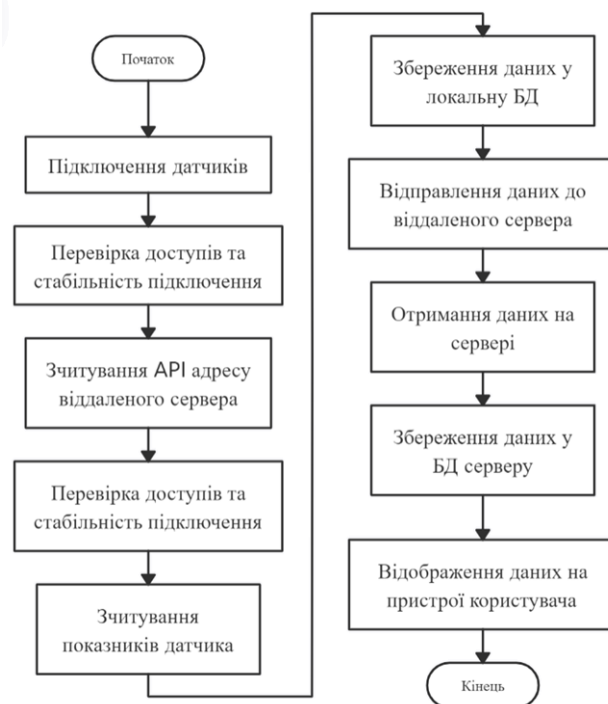 Початок
Підключення датчиків
Перевірка доступів та
стабільність підключення
Зчитування API адресу
віддаленого сервера
Перевірка доступів та
стабільність підключення
Зчитування
показників датчика
Збереження даних у
локальну БД
Відправлення даних до
віддаленого сервера
Отримання даних на
сервері
Збереження даних у
БД серверу
Відображення даних на
пристрої користувача
Кінець